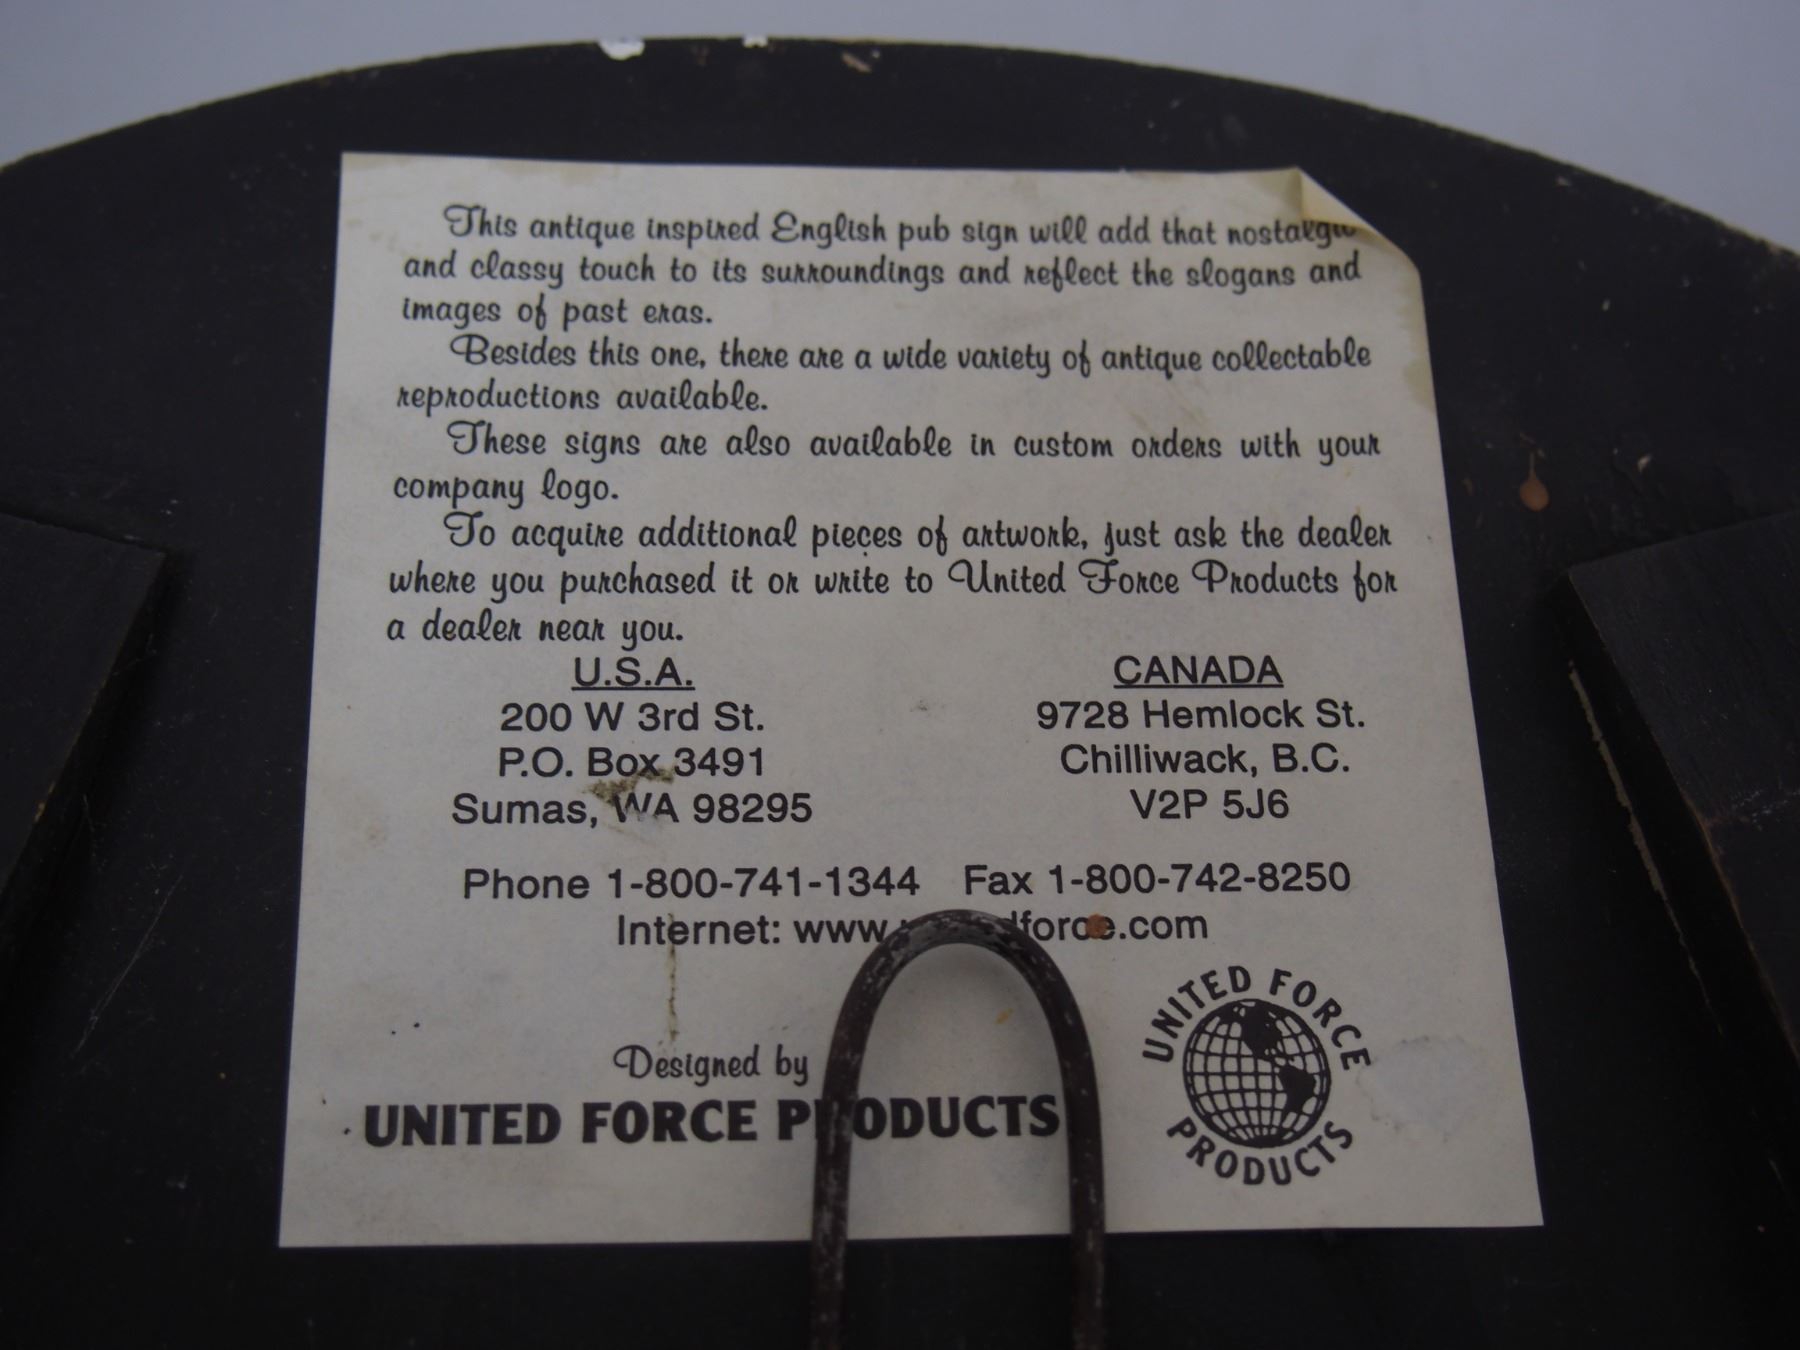 This antique inspired English pub sign will add that
and classy touch to its surroundings and reflect the slogans and
images of past eras.
Besides this one, there are a wide variety of antique collectable
reproductions available.
These signs are also available in custom orders with your
company logo.
To acquire additional pieces of artwork, just ask the dealer
where you purchased it or write to United Force Products for
a dealer near you.
U.S.A.
200 W 3rd St.
P.O. Box 3491
Sumas, WA 98295
CANADA
9728 Hemlock St.
Chilliwack, B.C.
V2P 5J6
Phone 1-800-741-1344 Fax 1-800-742-8250
Internet:
Designed by
UNITED FORCE PRODUCTS
UNITED FORCE
PRODUCTS